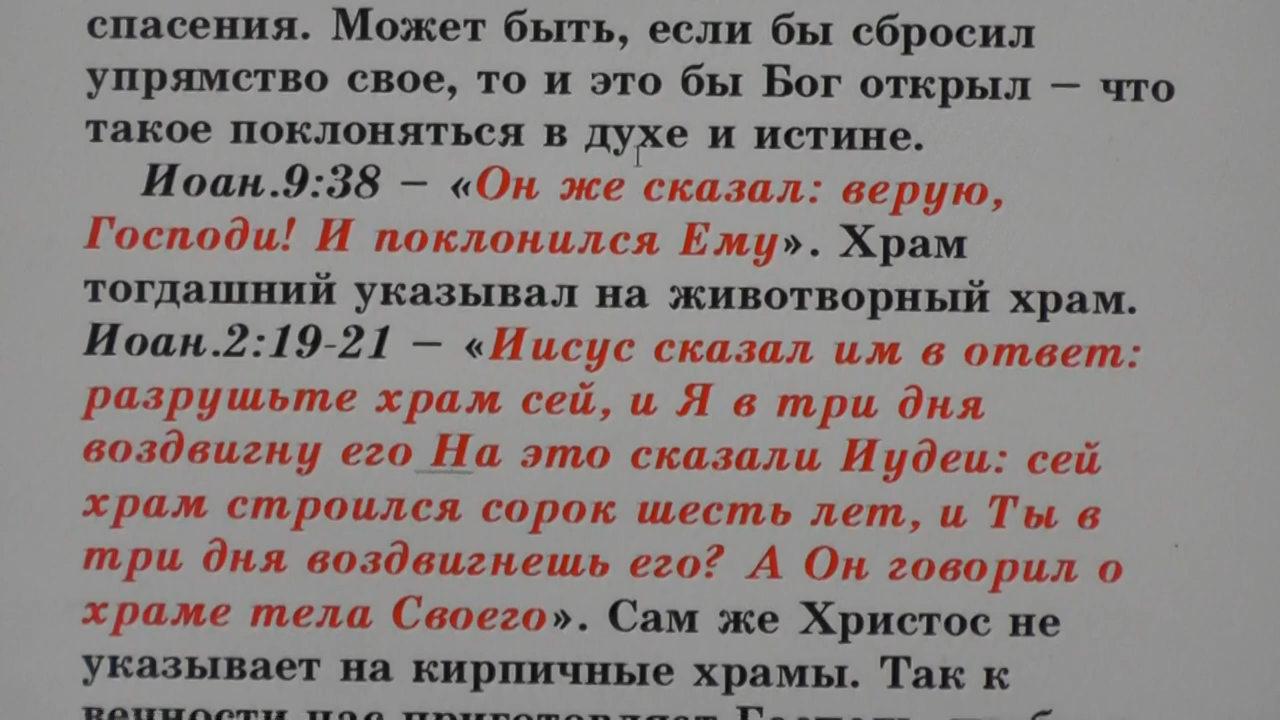 спасения. Может быть, если бы сбросил
упрямство свое, то и это бы Бог открыл – что
такое поклоняться в духе и истине.
Иоан.9:38 – «Он же сказал: верую,
Господи! И поклонился Ему». Храм
тогдашний указывал на животворный храм.
Иоан.2:19-21 – «Иисус сказал им в ответ:
разрушьте храм сей, и Я в три дня
воздвигну его На это сказали Иудеи: сей
храм строился сорок шесть лет, и Ты в
три дня воздвигнешь его? А Он говорил о
храме тела Своего». Сам же Христос не
указывает на кирпичные храмы. Так к
вечности нас приготовляет Господь